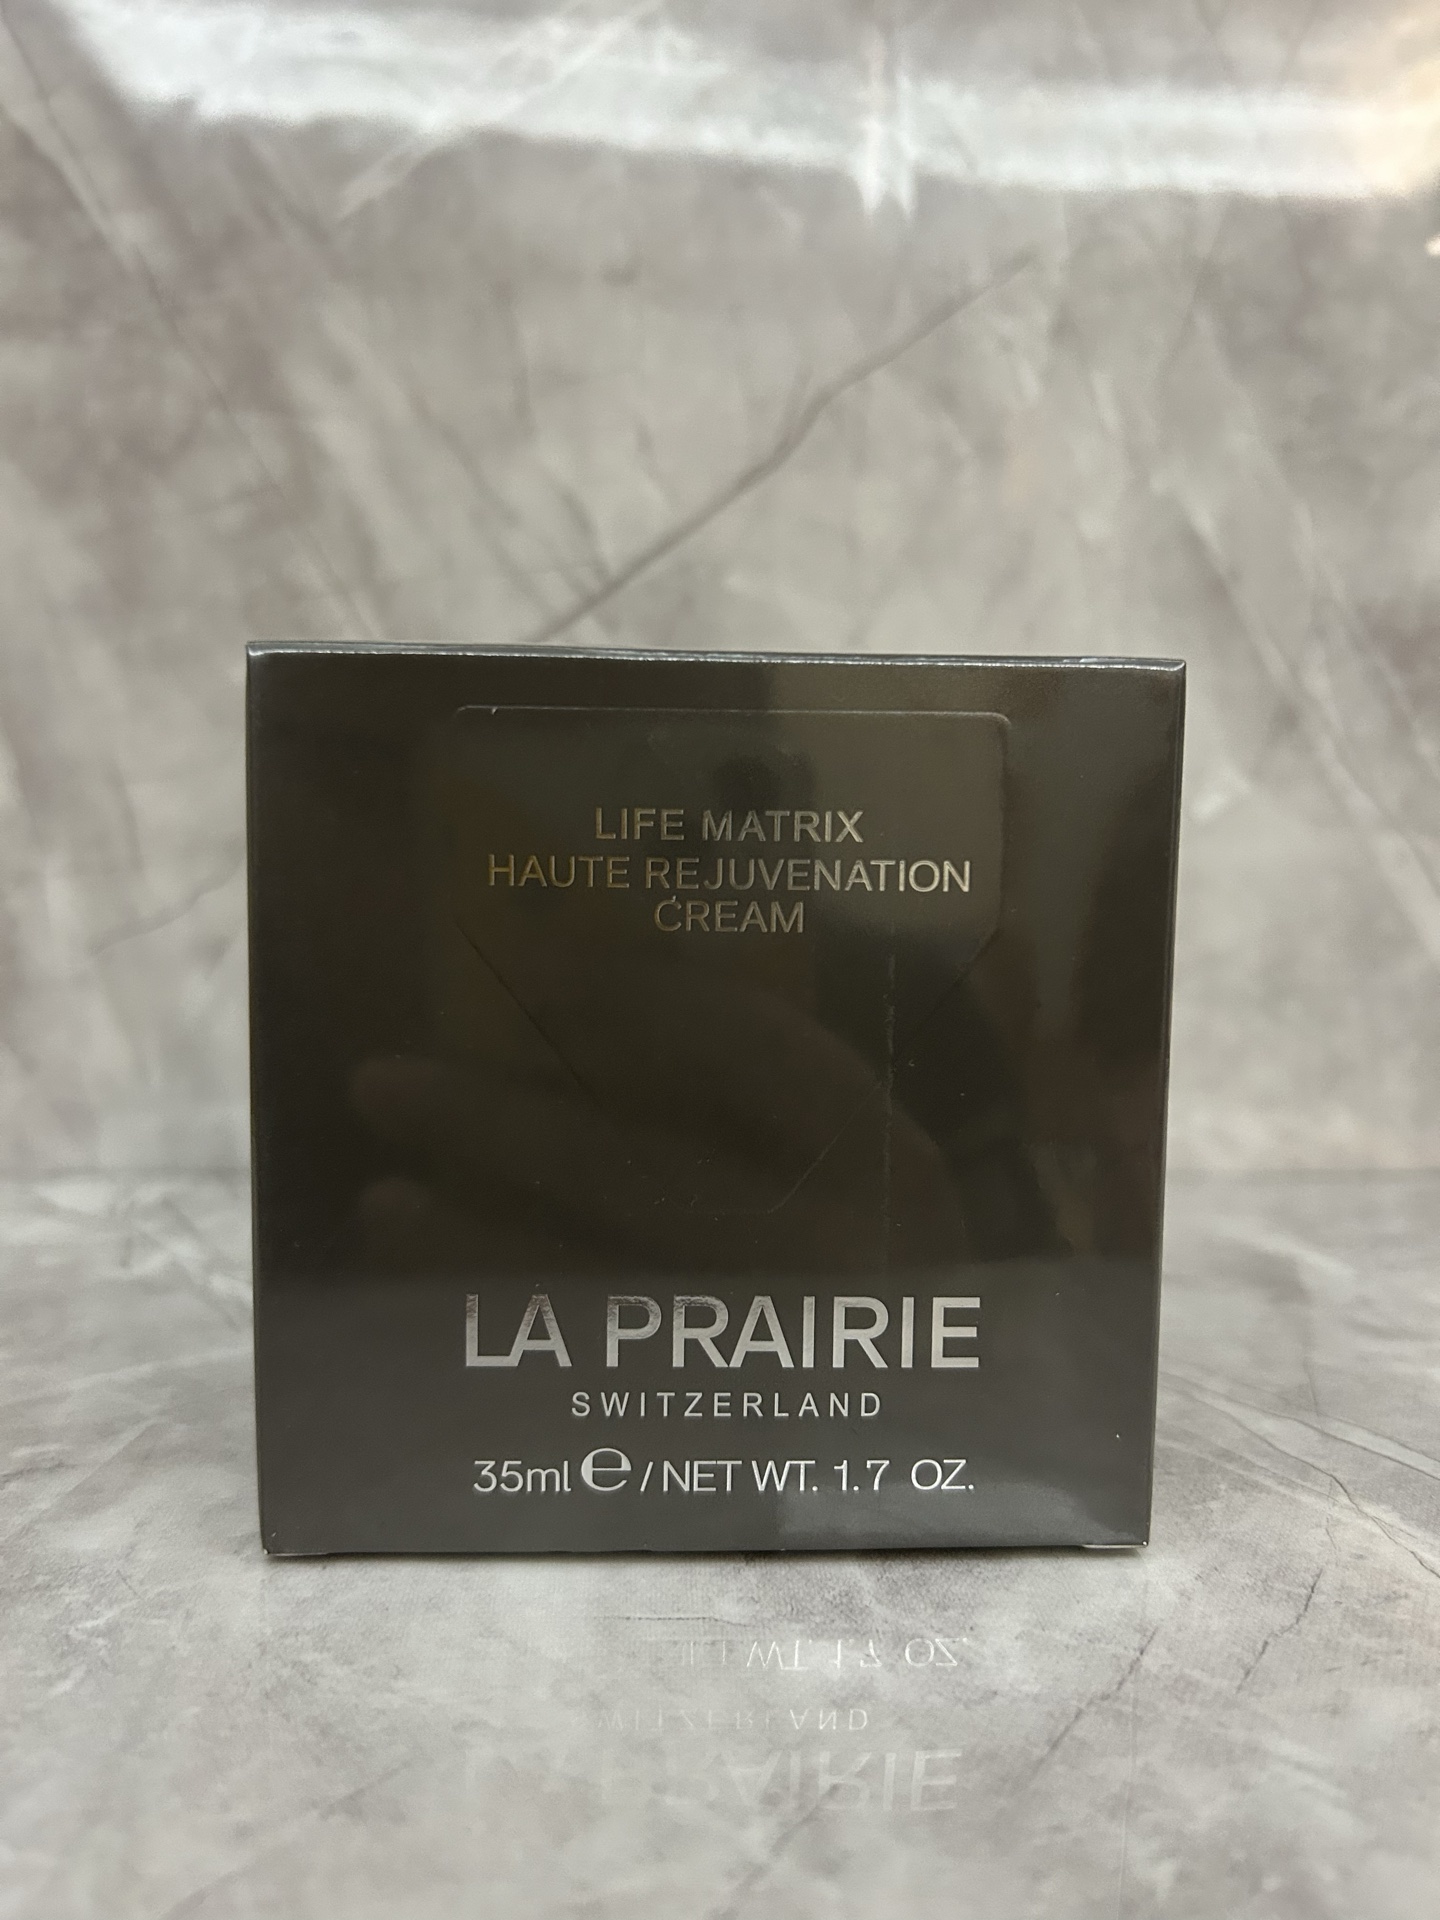 LIFE MATRIX
HAUTE REJUVENATION
CREAM
LA PRAIRIE
SWITZERLAND
35ml ℮ / NET WT. 1.7 OZ.